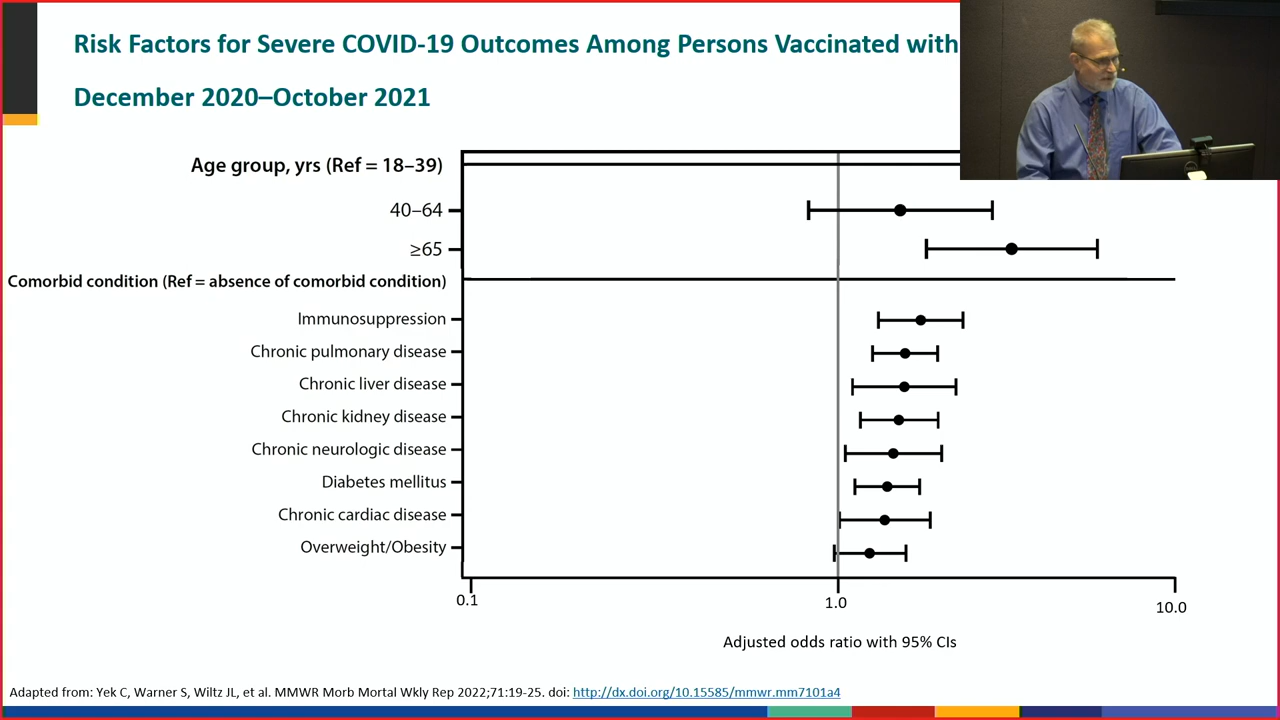 Risk Factors for Severe COVID-19 Outcomes Among Persons Vaccinated with
December 2020–October 2021
Age group, yrs (Ref = 18–39)
40–64
≥65
Comorbid condition (Ref = absence of comorbid condition)
Immunosuppression
Chronic pulmonary disease
Chronic liver disease
Chronic kidney disease
Chronic neurologic disease
Diabetes mellitus
Chronic cardiac disease
Overweight/Obesity
0.1
1.0
10.0
Adjusted odds ratio with 95% CIs
Adapted from: Yek C, Warner S, Wiltz JL, et al. MMWR Morb Mortal Wkly Rep 2022;71:19-25. doi: http://dx.doi.org/10.15585/mmwr.mm7101a4